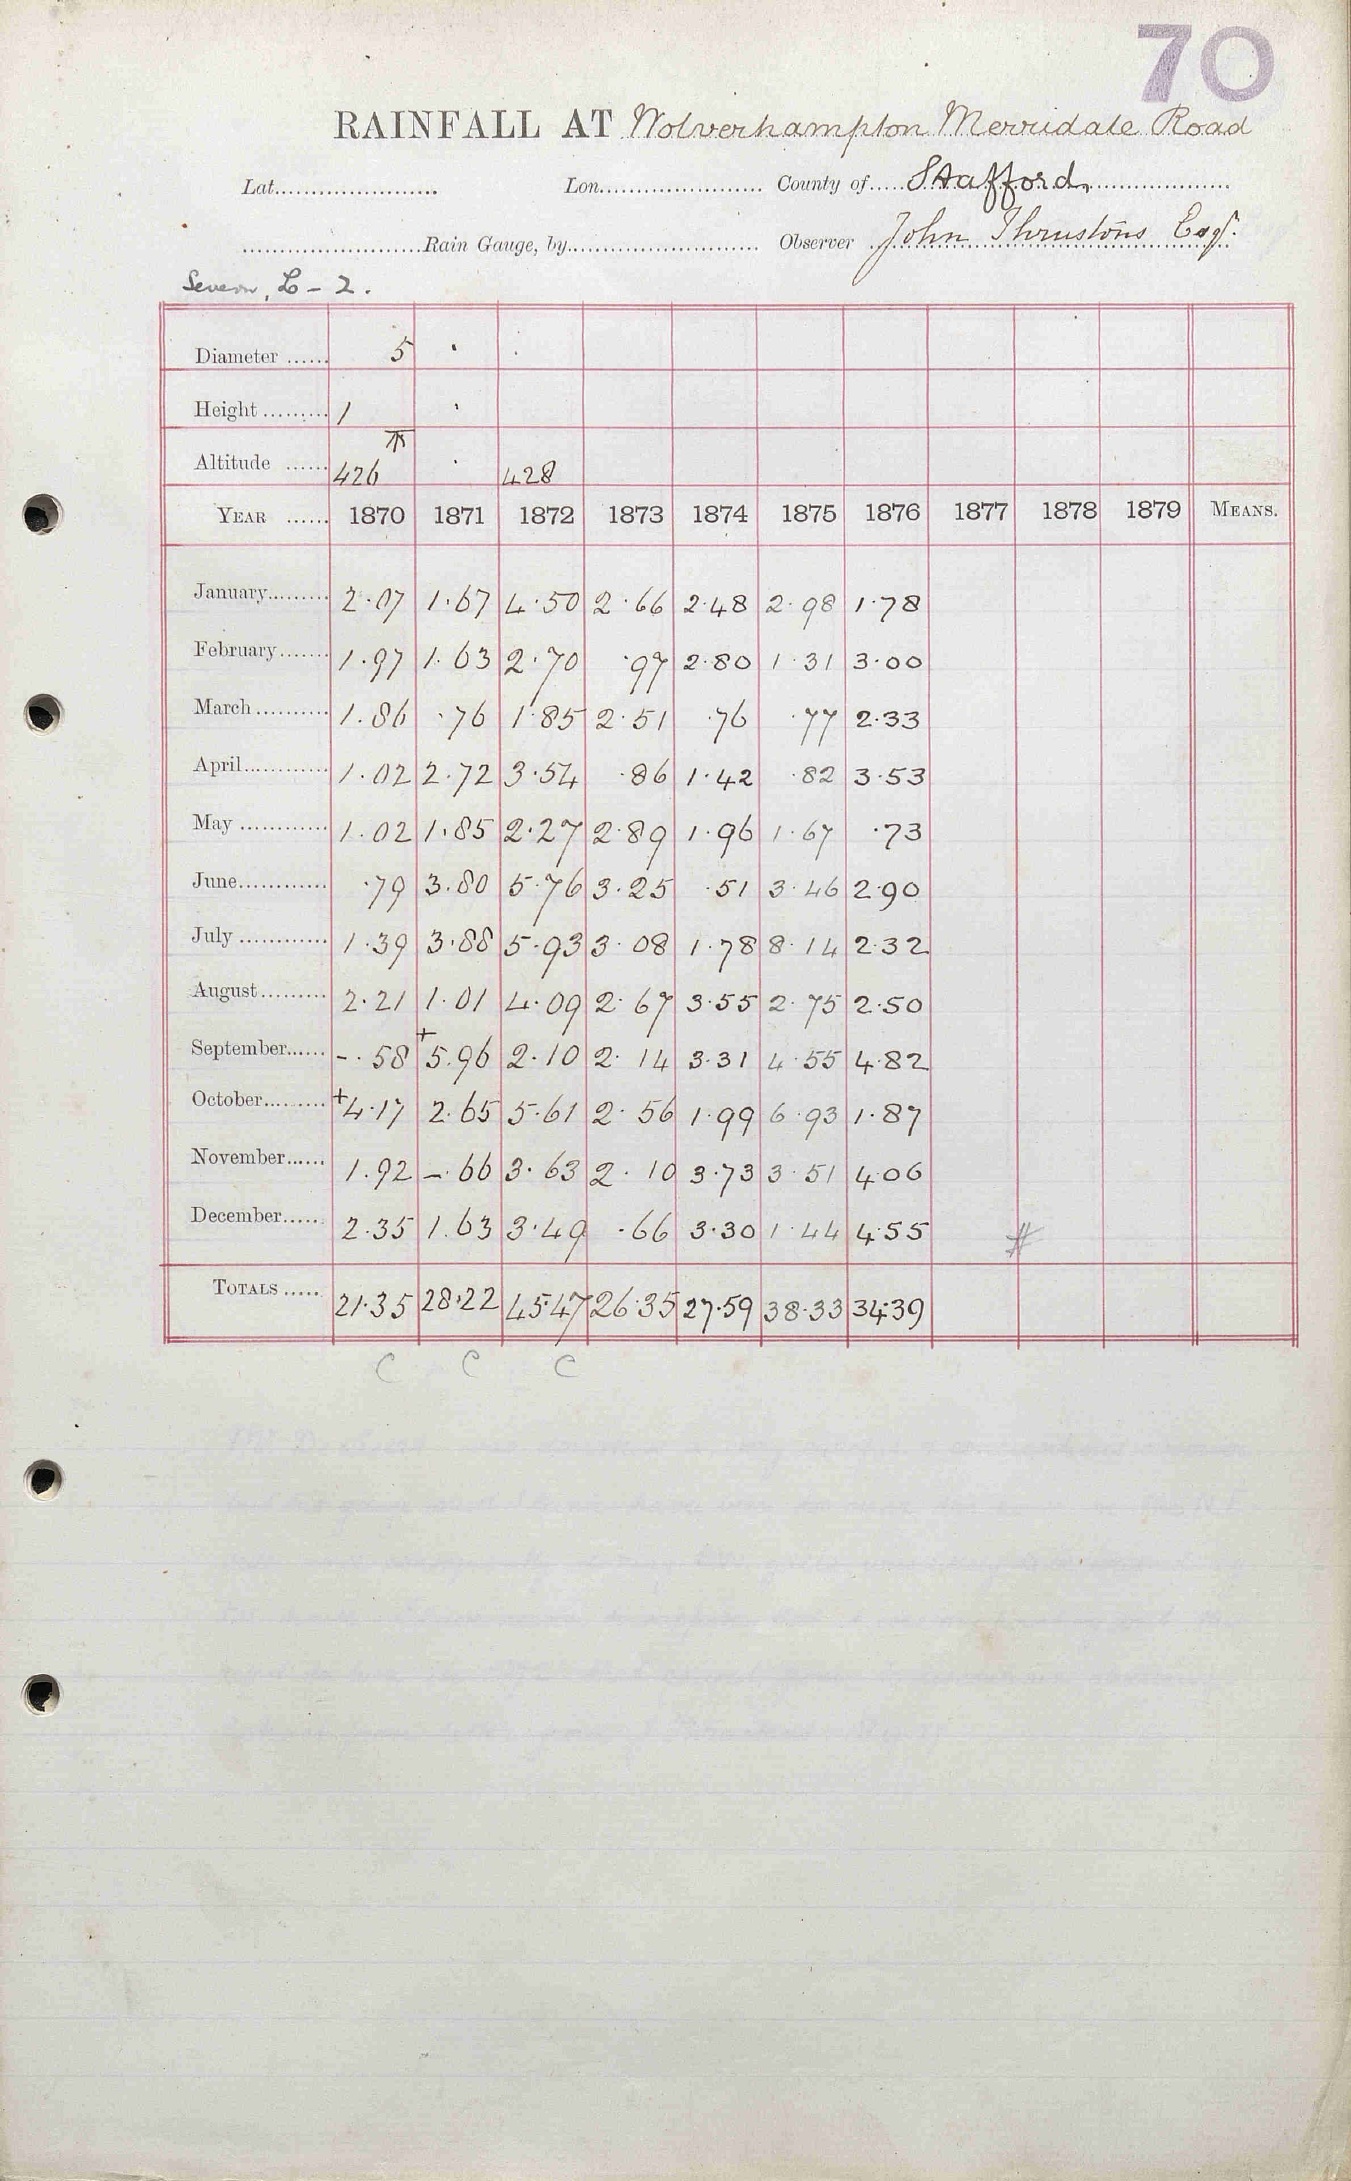 70
RAINFALL AT Wolverhampton Merridale Road
Lat....................... Lon....................... County of..... Stafford.
.........................Rain Gauge, by........................... Observer John Thrustons Esqr.
Severn, L - 2.
Diameter ...... 5 . .
Height ......... 1 .
Altitude ...... 426 . 428
YEAR ...... 1870 1871 1872 1873 1874 1875 1876 1877 1878 1879 MEANS.
January......... 2.07 1.67 4.50 2.66 2.48 2.98 1.78
February....... 1.97 1.63 2.70 .97 2.80 1.31 3.00
March .......... 1.86 .76 1.85 2.51 .76 .77 2.33
April............ 1.02 2.72 3.54 .86 1.42 .82 3.53
May ............ 1.02 1.85 2.27 2.89 1.96 1.67 .73
June............ .79 3.80 5.76 3.25 .51 3.46 2.90
July ............ 1.39 3.88 5.93 3.08 1.78 8.14 2.32
August......... 2.21 1.01 4.09 2.67 3.55 2.75 2.50
September...... -.58 +5.96 2.10 2.14 3.31 4.55 4.82
October......... +4.17 2.65 5.61 2.56 1.99 6.93 1.87
November...... 1.92 -.66 3.63 2.10 3.73 3.51 4.06
December...... 2.35 1.63 3.49 .66 3.30 1.44 4.55 #
TOTALS ..... 21.35 28.22 45.47 26.35 27.59 38.33 34.39
C C C